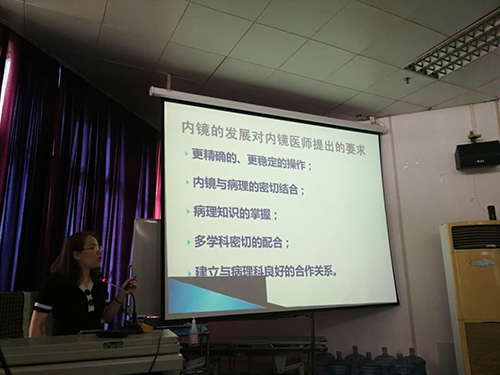 内镜的发展对内镜医师提出的要求
更精确的、更稳定的操作；
内镜与病理的密切结合；
病理知识的掌握；
多学科密切的配合；
建立与病理科良好的合作关系。